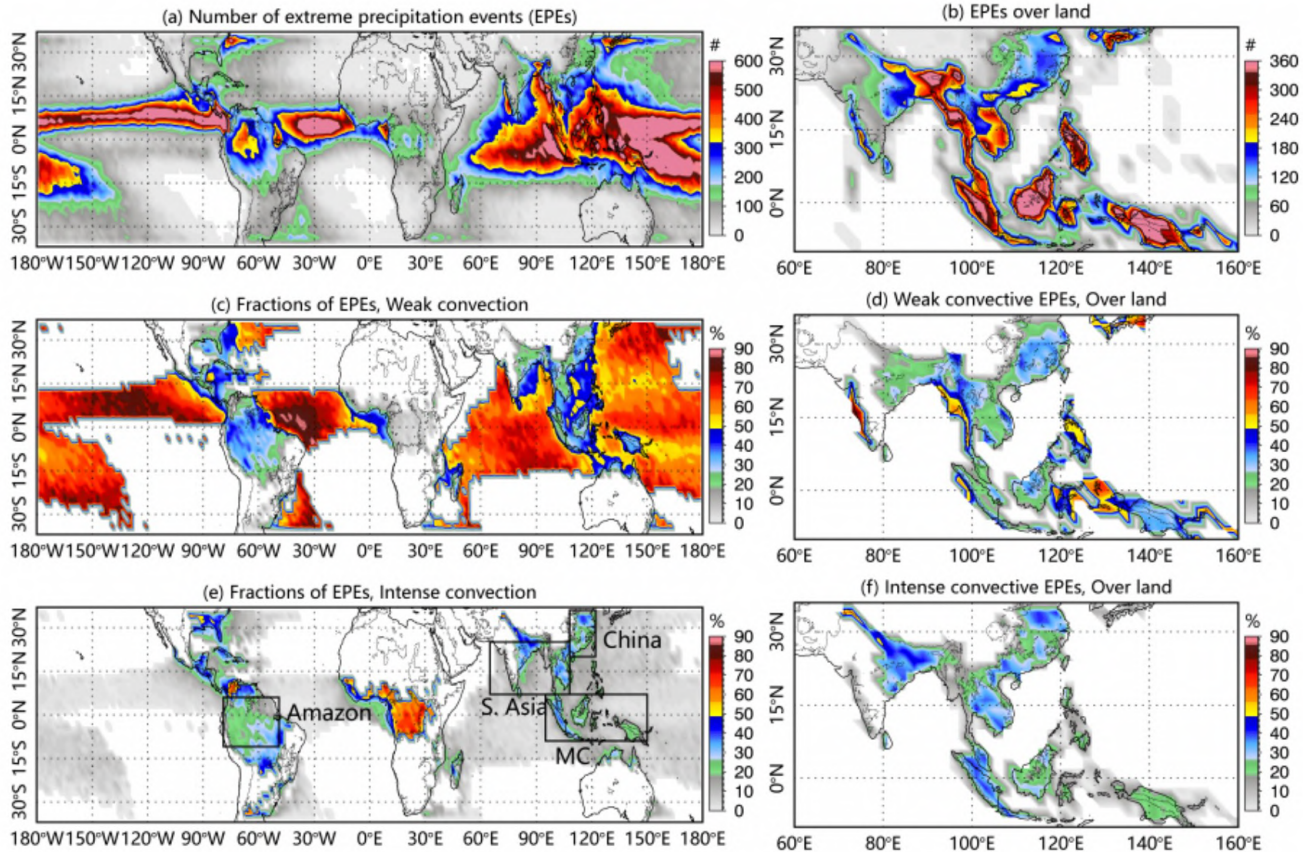 (a) Number of extreme precipitation events (EPEs)
#
600
500
400
300
200
100
0
30°N
15°N
0°N
15°S
30°S
180°W 150°W 120°W 90°W 60°W 30°W 0°E 30°E 60°E 90°E 120°E 150°E 180°E
(b) EPEs over land
#
360
300
240
180
120
60
0
30°N
15°N
0°N
60°E 80°E 100°E 120°E 140°E 160°E
(c) Fractions of EPEs, Weak convection
%
90
80
70
60
50
40
30
20
10
0
30°N
15°N
0°N
15°S
30°S
180°W 150°W 120°W 90°W 60°W 30°W 0°E 30°E 60°E 90°E 120°E 150°E 180°E
(d) Weak convective EPEs, Over land
%
90
80
70
60
50
40
30
20
10
0
30°N
15°N
0°N
60°E 80°E 100°E 120°E 140°E 160°E
(e) Fractions of EPEs, Intense convection
%
90
80
70
60
50
40
30
20
10
0
30°N
15°N
0°N
15°S
30°S
China
S. Asia
Amazon
MC
180°W 150°W 120°W 90°W 60°W 30°W 0°E 30°E 60°E 90°E 120°E 150°E 180°E
(f) Intense convective EPEs, Over land
%
90
80
70
60
50
40
30
20
10
0
30°N
15°N
0°N
60°E 80°E 100°E 120°E 140°E 160°E